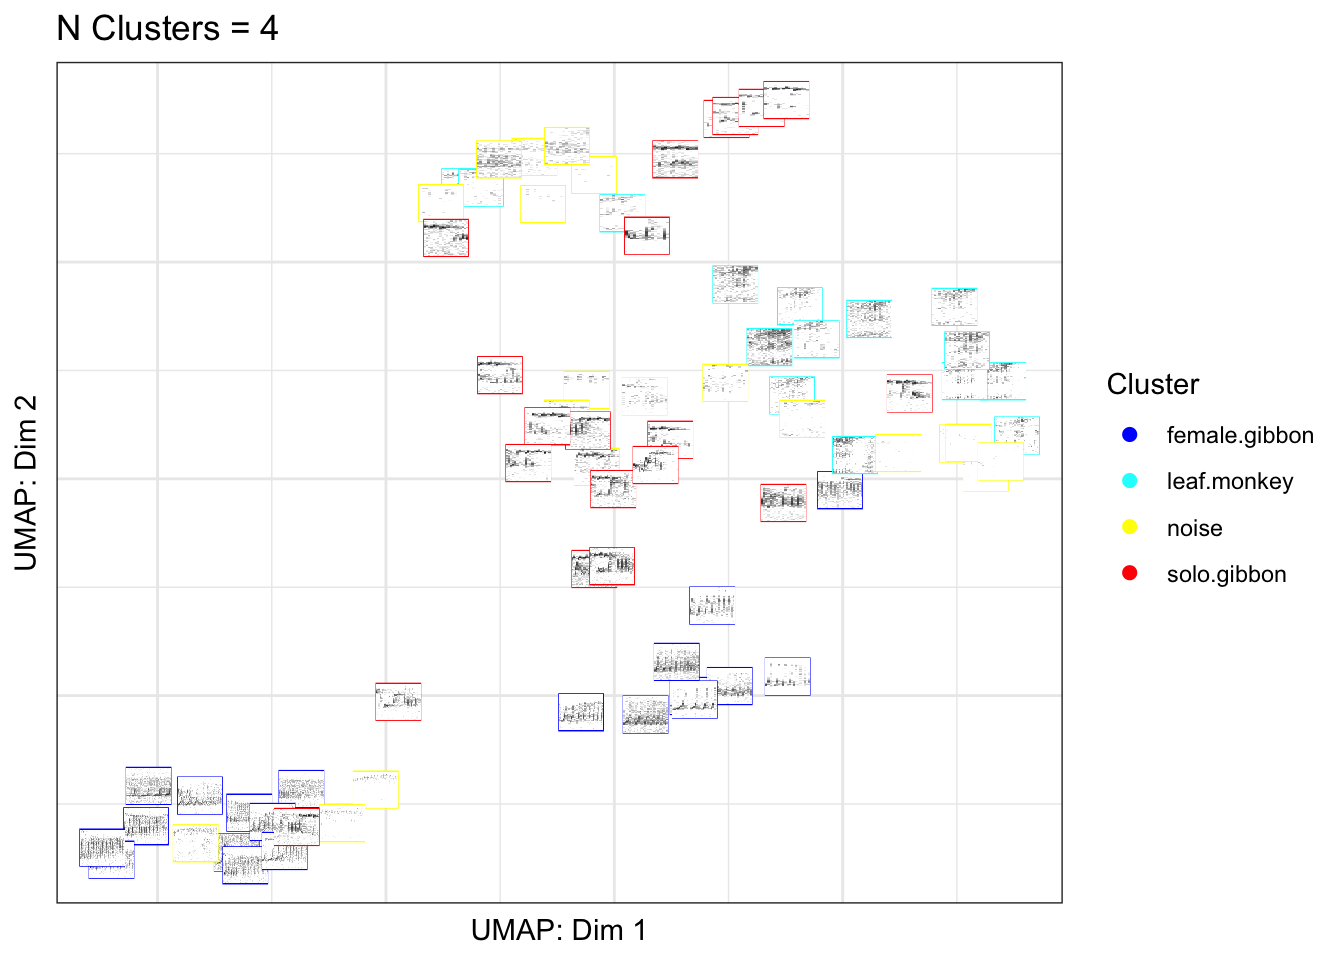 N Clusters = 4
UMAP: Dim 2
Cluster
female.gibbon
leaf.monkey
noise
solo.gibbon
UMAP: Dim 1